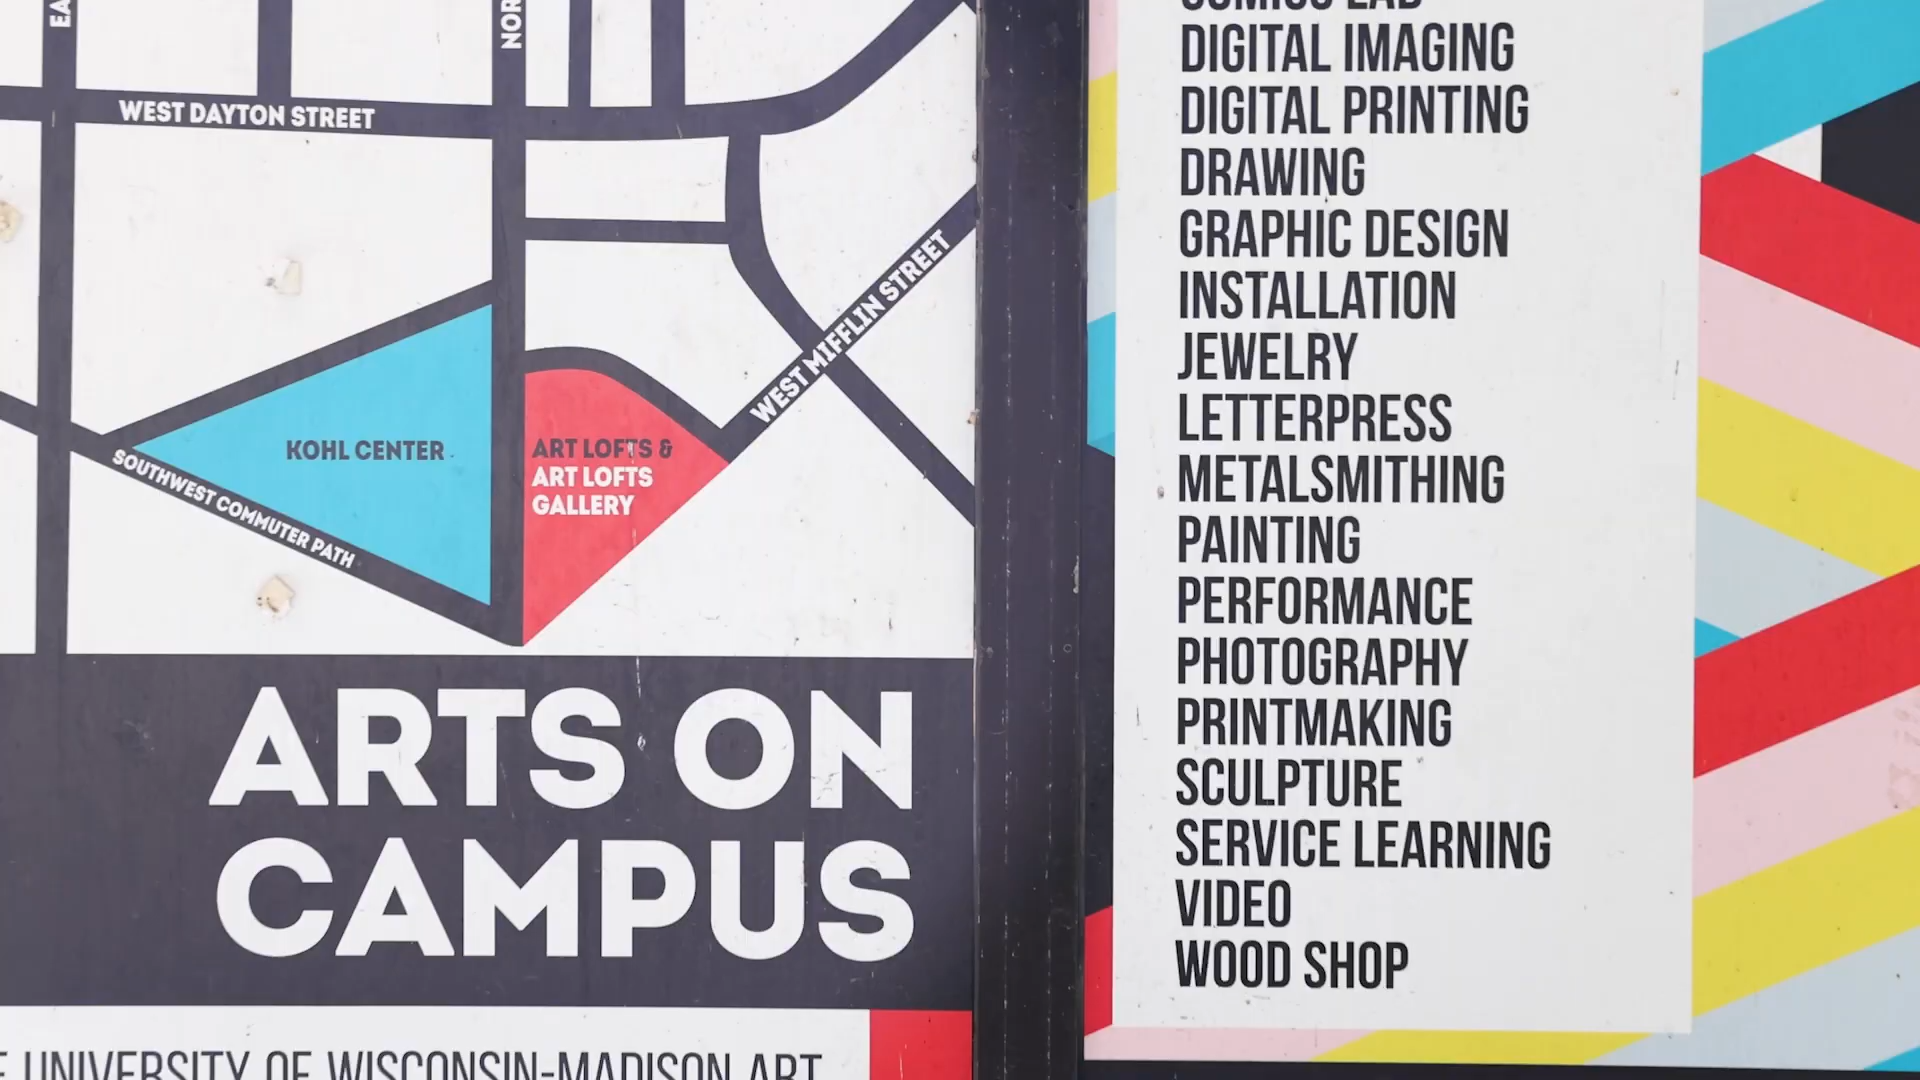 WEST DAYTON STREET
WEST MIFFLIN STREET
KOHL CENTER
ART LOFTS &
ART LOFTS
GALLERY
SOUTHWEST COMMUTER PATH
ARTS ON
CAMPUS
UNIVERSITY OF WISCONSIN-MADISON ART
DIGITAL IMAGING
DIGITAL PRINTING
DRAWING
GRAPHIC DESIGN
INSTALLATION
JEWELRY
LETTERPRESS
METALSMITHING
PAINTING
PERFORMANCE
PHOTOGRAPHY
PRINTMAKING
SCULPTURE
SERVICE LEARNING
VIDEO
WOOD SHOP